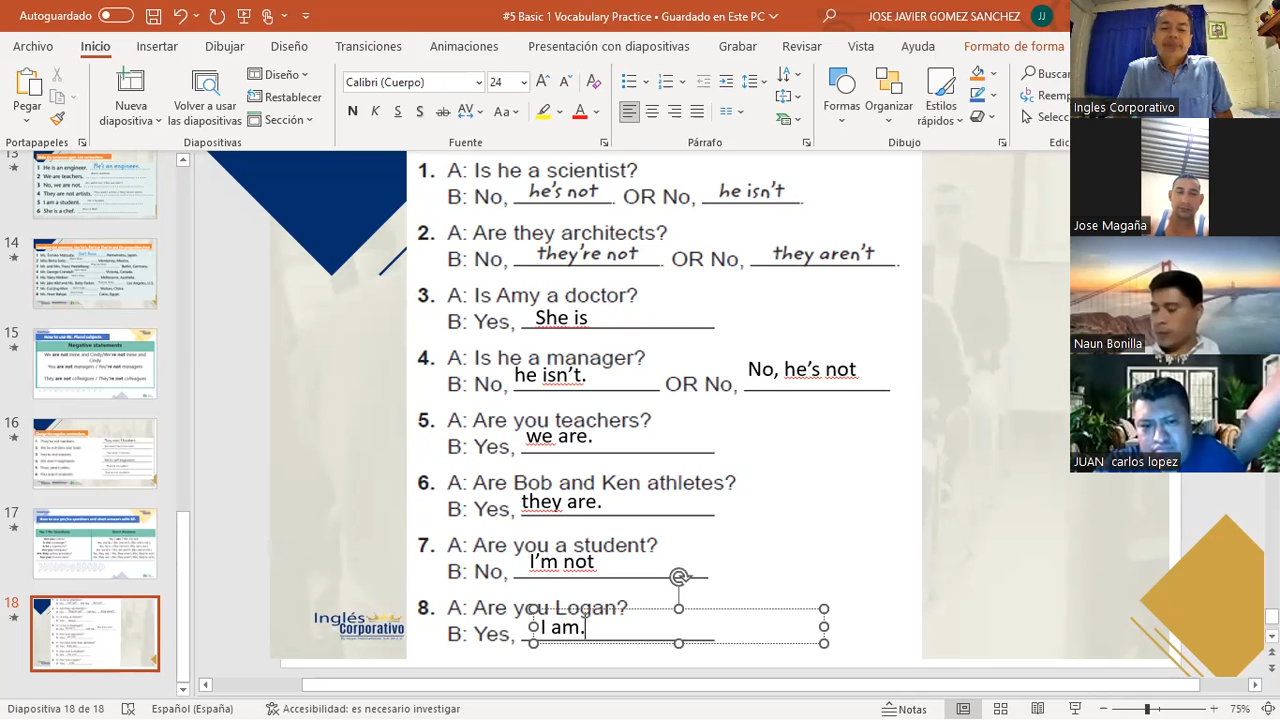 Autoguardado
#5 Basic 1 Vocabulary Practice • Guardado en Este PC
JOSE JAVIER GOMEZ SANCHEZ
JJ
Archivo Inicio Insertar Dibujar Diseño Transiciones Animaciones Presentación con diapositivas Grabar Revisar Vista Ayuda Formato de forma
Pegar
Nueva diapositiva
Volver a usar las diapositivas
Diseño
Restablecer
Sección
Calibri (Cuerpo) 24
N K S S ab AV Aa A
Formas Organizar Estilos rápidos
Buscar
Reemp
Selecc
Portapapeles Diapositivas Fuente Párrafo Dibujo Edic
13
14
15
16
17
18
1. A: Is he a scientist?
B: No, he's not. OR No, he isn't.
2. A: Are they architects?
B: No, they're not. OR No, they aren't.
3. A: Is Amy a doctor?
B: Yes, She is
4. A: Is he a manager?
B: No, he isn't. OR No, No, he's not
5. A: Are you teachers?
B: Yes, we are.
6. A: Are Bob and Ken athletes?
B: Yes, they are.
7. A: Are you a student?
B: No, I'm not
8. A: Are you Logan?
B: Yes, I am.
Inglés
Corporativo
Ingles Corporativo
Jose Magaña
Naun Bonilla
JUAN carlos lopez
Diapositiva 18 de 18
Español (España)
Accesibilidad: es necesario investigar
Notas
75%